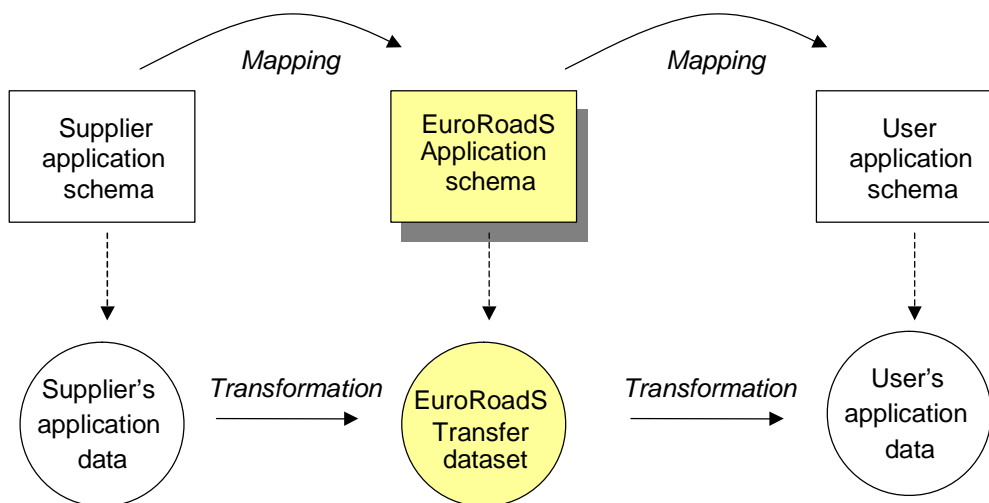 Mapping
Mapping
Supplier
application
schema
EuroRoadS
Application
schema
User
application
schema
Supplier's
application
data
Transformation
EuroRoadS
Transfer
dataset
Transformation
User's
application
data